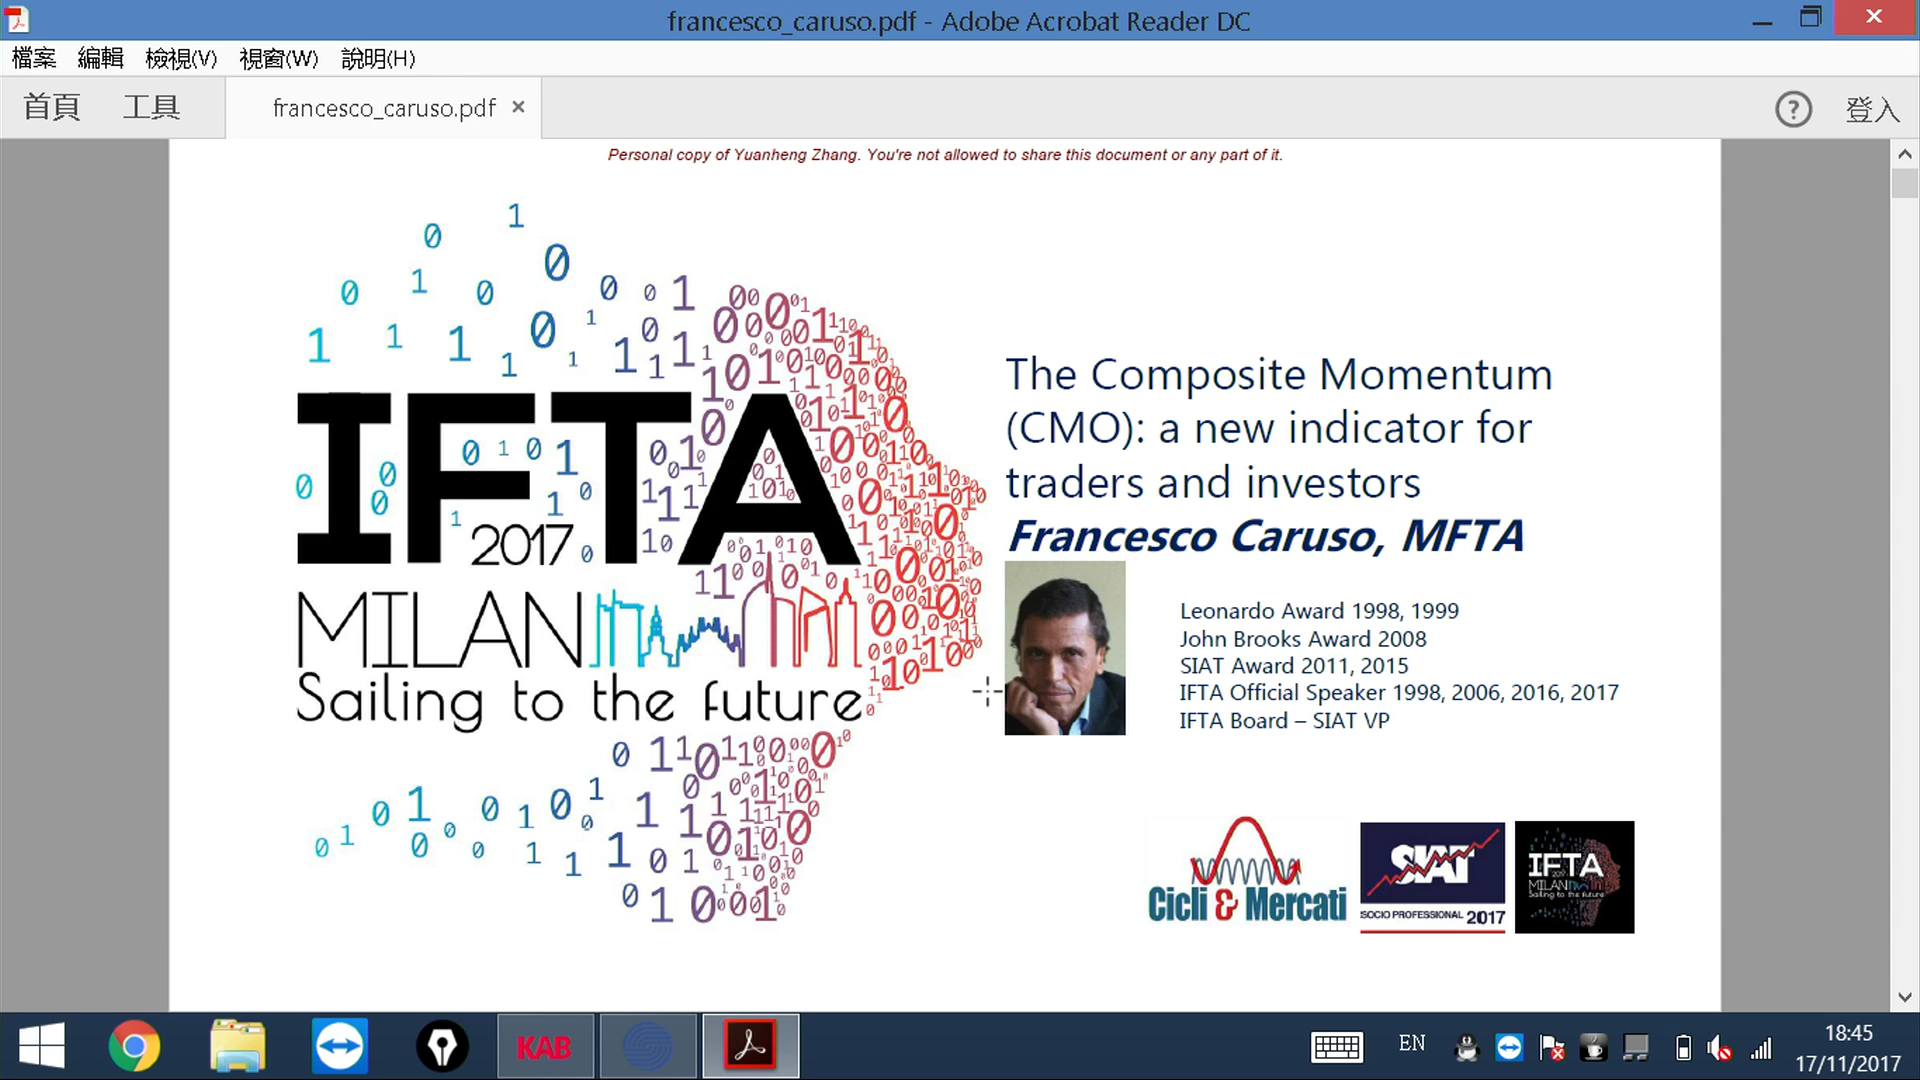 francesco_caruso.pdf - Adobe Acrobat Reader DC
檔案 編輯 檢視(V) 視窗(W) 說明(H)
首頁 工具 francesco_caruso.pdf × ? 登入
Personal copy of Yuanheng Zhang. You're not allowed to share this document or any part of it.
IFTA
2017
MILAN
Sailing to the future
The Composite Momentum
(CMO): a new indicator for
traders and investors
Francesco Caruso, MFTA
Leonardo Award 1998, 1999
John Brooks Award 2008
SIAT Award 2011, 2015
IFTA Official Speaker 1998, 2006, 2016, 2017
IFTA Board – SIAT VP
Cicli & Mercati
SIAT
SOCIO PROFESSIONAL 2017
IFTA
MILAN
Sailing to the future
KAB
EN
18:45
17/11/2017